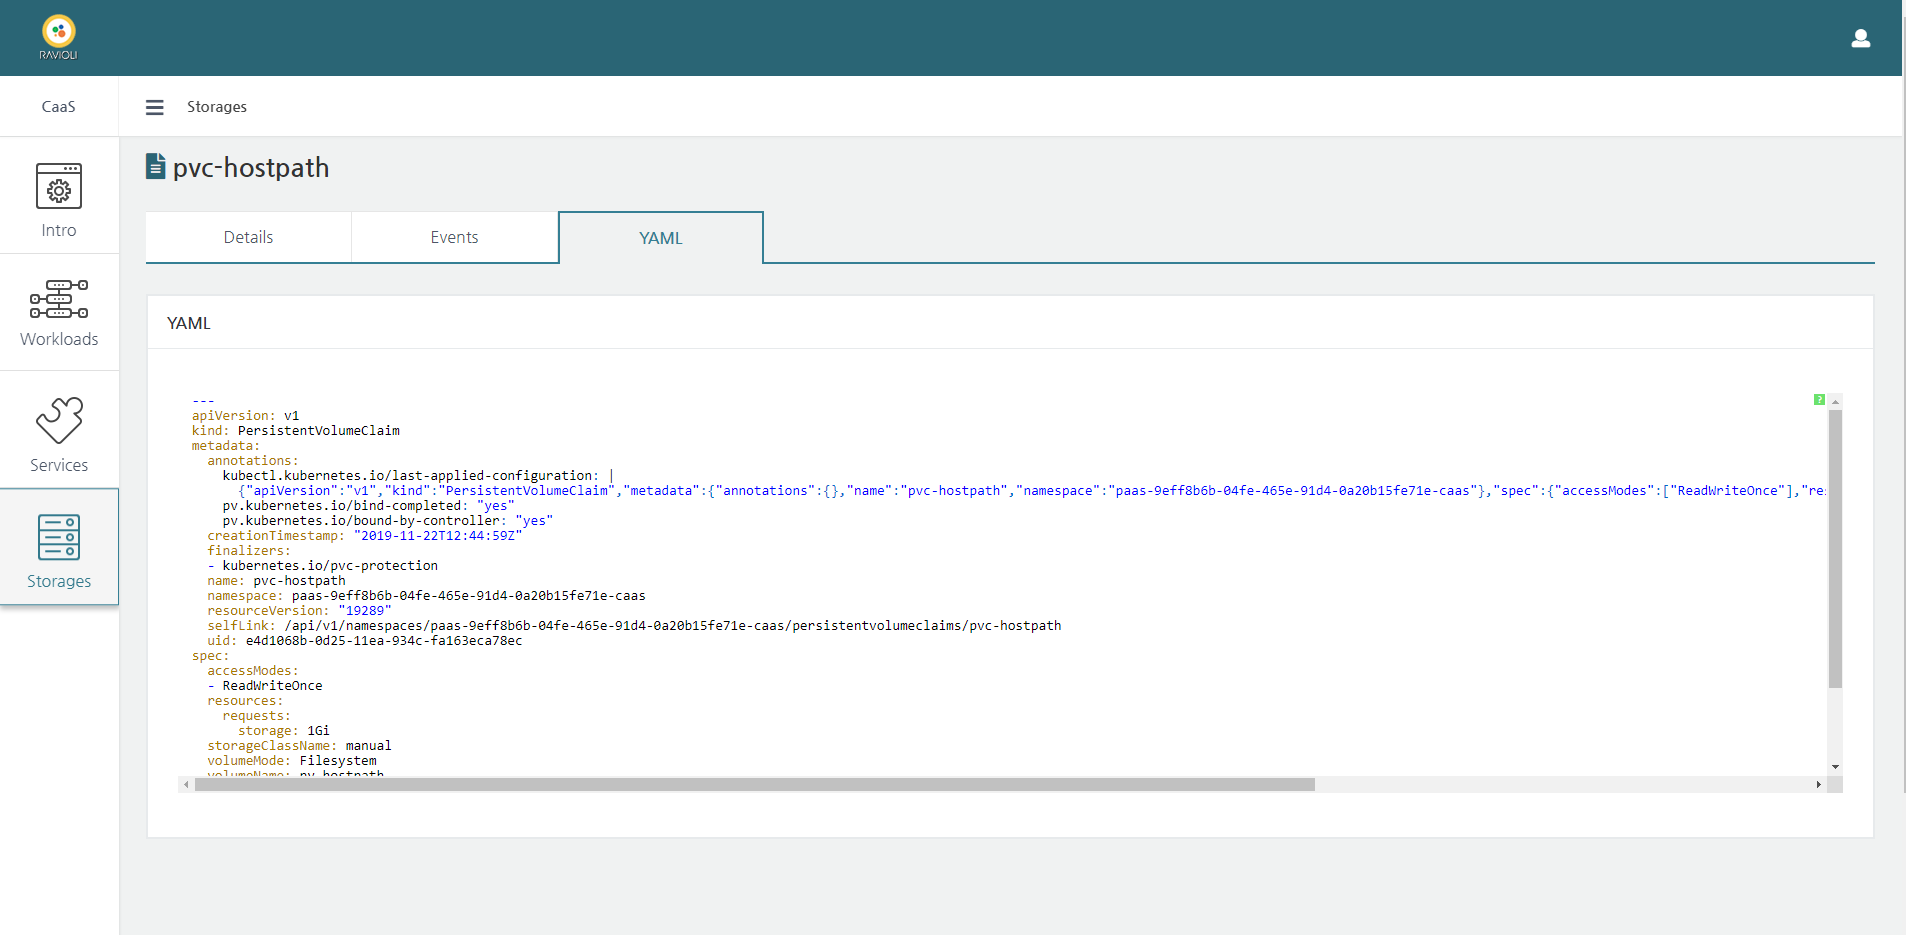 RAVIOLI
CaaS
Storages
Intro
Workloads
Services
Storages
pvc-hostpath
Details
Events
YAML
YAML
---
apiVersion: v1
kind: PersistentVolumeClaim
metadata:
  annotations:
    kubectl.kubernetes.io/last-applied-configuration: |
      {"apiVersion":"v1","kind":"PersistentVolumeClaim","metadata":{"annotations":{},"name":"pvc-hostpath","namespace":"paas-9eff8b6b-04fe-465e-91d4-0a20b15fe71e-caas"},"spec":{"accessModes":["ReadWriteOnce"],"re
    pv.kubernetes.io/bind-completed: "yes"
    pv.kubernetes.io/bound-by-controller: "yes"
  creationTimestamp: "2019-11-22T12:44:59Z"
  finalizers:
  - kubernetes.io/pvc-protection
  name: pvc-hostpath
  namespace: paas-9eff8b6b-04fe-465e-91d4-0a20b15fe71e-caas
  resourceVersion: "19289"
  selfLink: /api/v1/namespaces/paas-9eff8b6b-04fe-465e-91d4-0a20b15fe71e-caas/persistentvolumeclaims/pvc-hostpath
  uid: e4d1068b-0d25-11ea-934c-fa163eca78ec
spec:
  accessModes:
  - ReadWriteOnce
  resources:
    requests:
      storage: 1Gi
  storageClassName: manual
  volumeMode: Filesystem
  volumeName: pv-hostpath